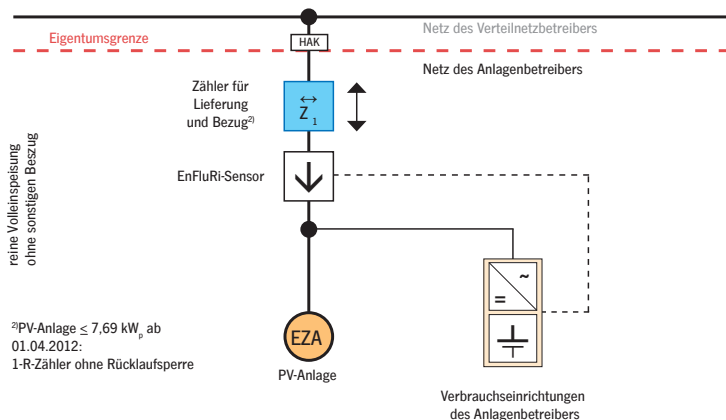 Netz des Verteilnetzbetreibers
Eigentumsgrenze
HAK
Netz des Anlagenbetreibers
Zähler für
Lieferung
und Bezug²⁾
↔
Z₁
EnFluRi-Sensor
reine Volleinspeisung
ohne sonstigen Beszug
~
=
EZA
PV-Anlage
²⁾PV-Anlage ≤ 7,69 kWₚ ab
01.04.2012:
1-R-Zähler ohne Rücklaufsperre
Verbrauchseinrichtungen
des Anlagenbetreibers